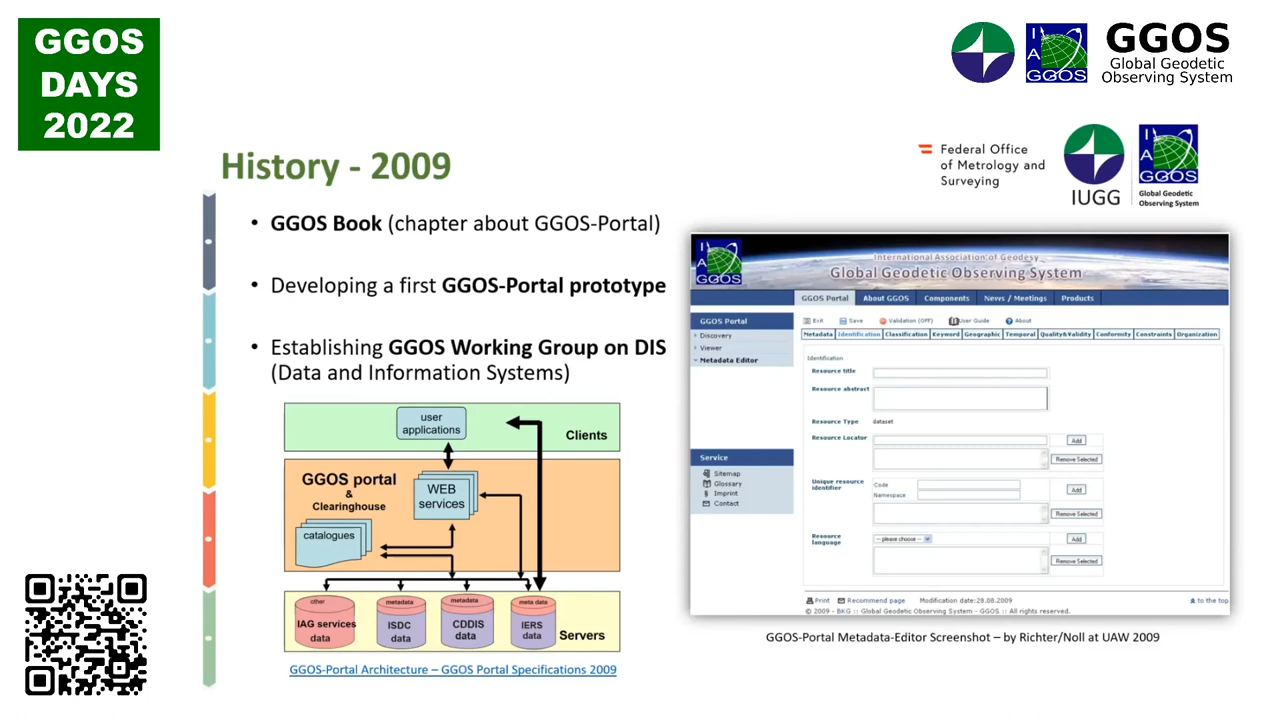 GGOS
DAYS
2022
IAG
GGOS
GGOS
Global Geodetic
Observing System
Federal Office
of Metrology and
Surveying
IUGG
IAG
GGOS
Global Geodetic
Observing System
History - 2009
• GGOS Book (chapter about GGOS-Portal)
• Developing a first GGOS-Portal prototype
• Establishing GGOS Working Group on DIS
(Data and Information Systems)
user
applications
Clients
GGOS portal
&
Clearinghouse
WEB
services
catalogues
other
IAG services
data
metadata
ISDC
data
metadata
CDDIS
data
meta data
IERS
data
Servers
GGOS-Portal Architecture – GGOS Portal Specifications 2009
IAG
GGOS
International Association of Geodesy
Global Geodetic Observing System
GGOS Portal About GGOS Components News / Meetings Products
GGOS Portal
Discovery
Viewer
Metadata Editor
Exit Save Validation (OFF) User Guide About
Metadata Identification Classification Keyword Geographic Temporal Quality&Validity Conformity Constraints Organization
Identification
Resource title
Resource abstract
Resource Type dataset
Resource Locator Add
Remove Selected
Unique resource
identifier
Code
Namespace
Add
Remove Selected
Resource
language
-- please choose -- Add
Remove Selected
Service
Sitemap
Glossary
Imprint
Contact
Print Recommend page Modification date:28.08.2009 to the top
© 2009 - BKG :: Global Geodetic Observing System - GGOS :: All rights reserved.
GGOS-Portal Metadata-Editor Screenshot – by Richter/Noll at UAW 2009